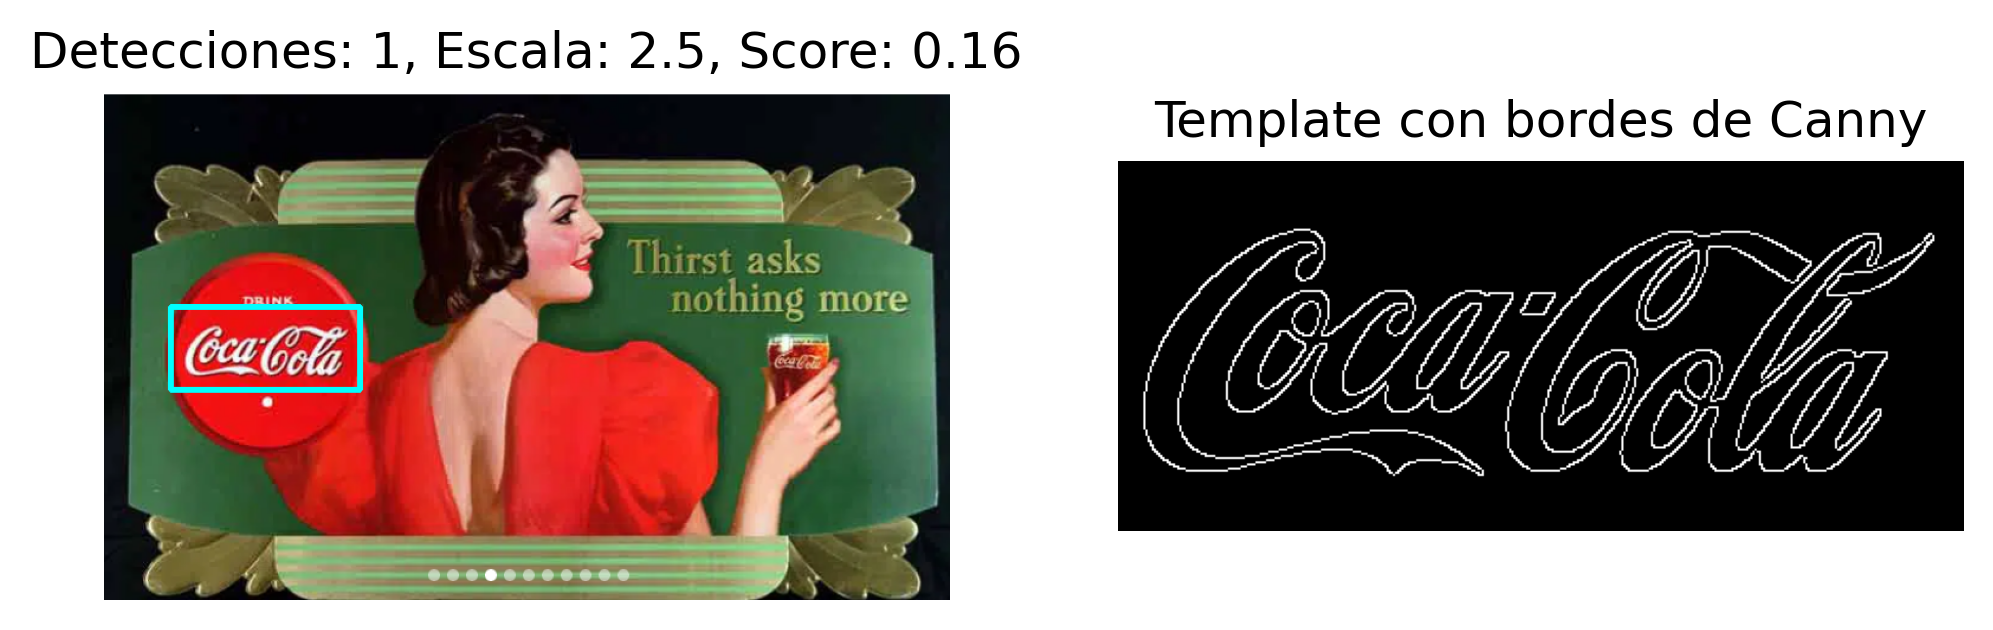 Detecciones: 1, Escala: 2.5, Score: 0.16
Template con bordes de Canny
Thirst asks
nothing more
DRINK
Coca-Cola
Coca-Cola
Coca-Cola